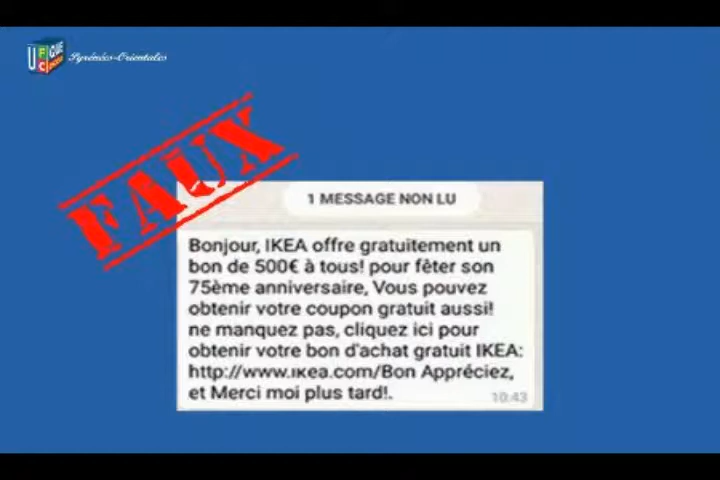 UFC QUE CHOISIR Pyrénées-Orientales
FAUX
1 MESSAGE NON LU
Bonjour, IKEA offre gratuitement un
bon de 500€ à tous! pour fêter son
75ème anniversaire, Vous pouvez
obtenir votre coupon gratuit aussi!
ne manquez pas, cliquez ici pour
obtenir votre bon d'achat gratuit IKEA:
http://www.ıkea.com/Bon Appréciez,
et Merci moi plus tard!.
10:43